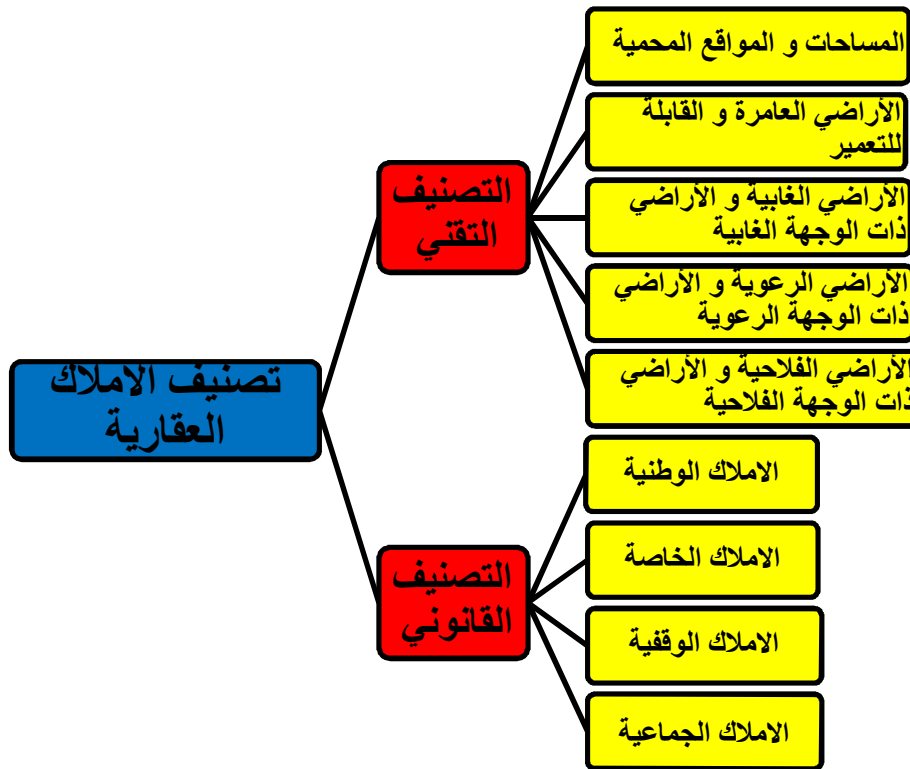 تصنيف الاملاك
العقارية
التصنيف
التقني
المساحات و المواقع المحمية
الأراضي العامرة و القابلة
للتعمير
الأراضي الغابية و الأراضي
ذات الوجهة الغابية
الأراضي الرعوية و الأراضي
ذات الوجهة الرعوية
الأراضي الفلاحية و الأراضي
ذات الوجهة الفلاحية
التصنيف
القانوني
الاملاك الوطنية
الاملاك الخاصة
الاملاك الوقفية
الاملاك الجماعية